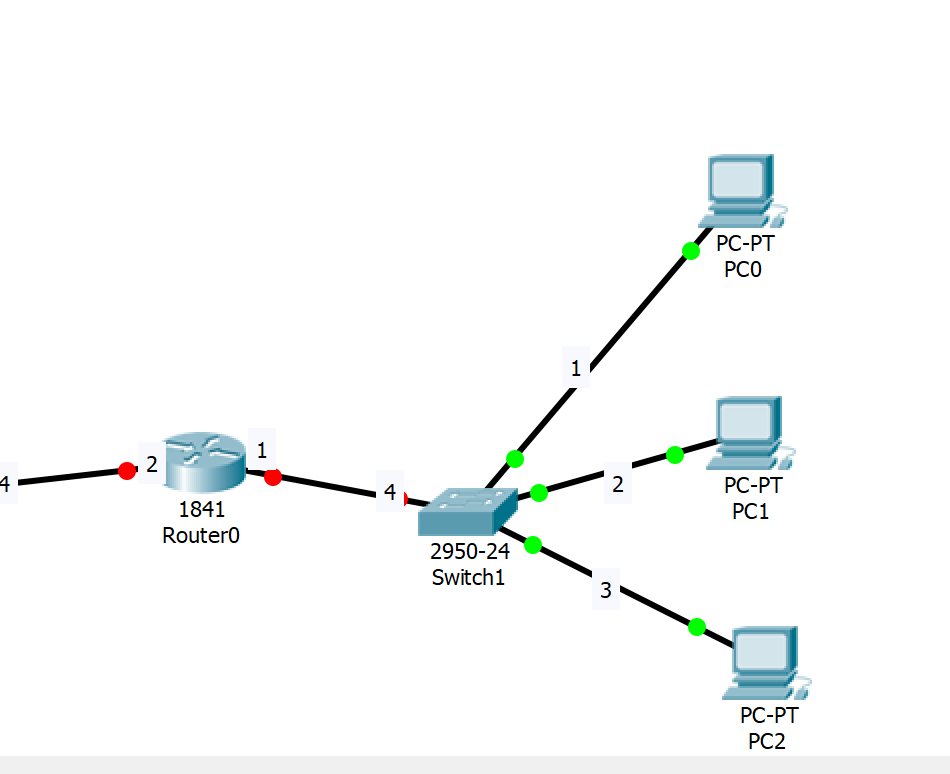 PC-PT
PC0
1
4
2
1
4
2
PC-PT
PC1
1841
Router0
2950-24
Switch1
3
PC-PT
PC2